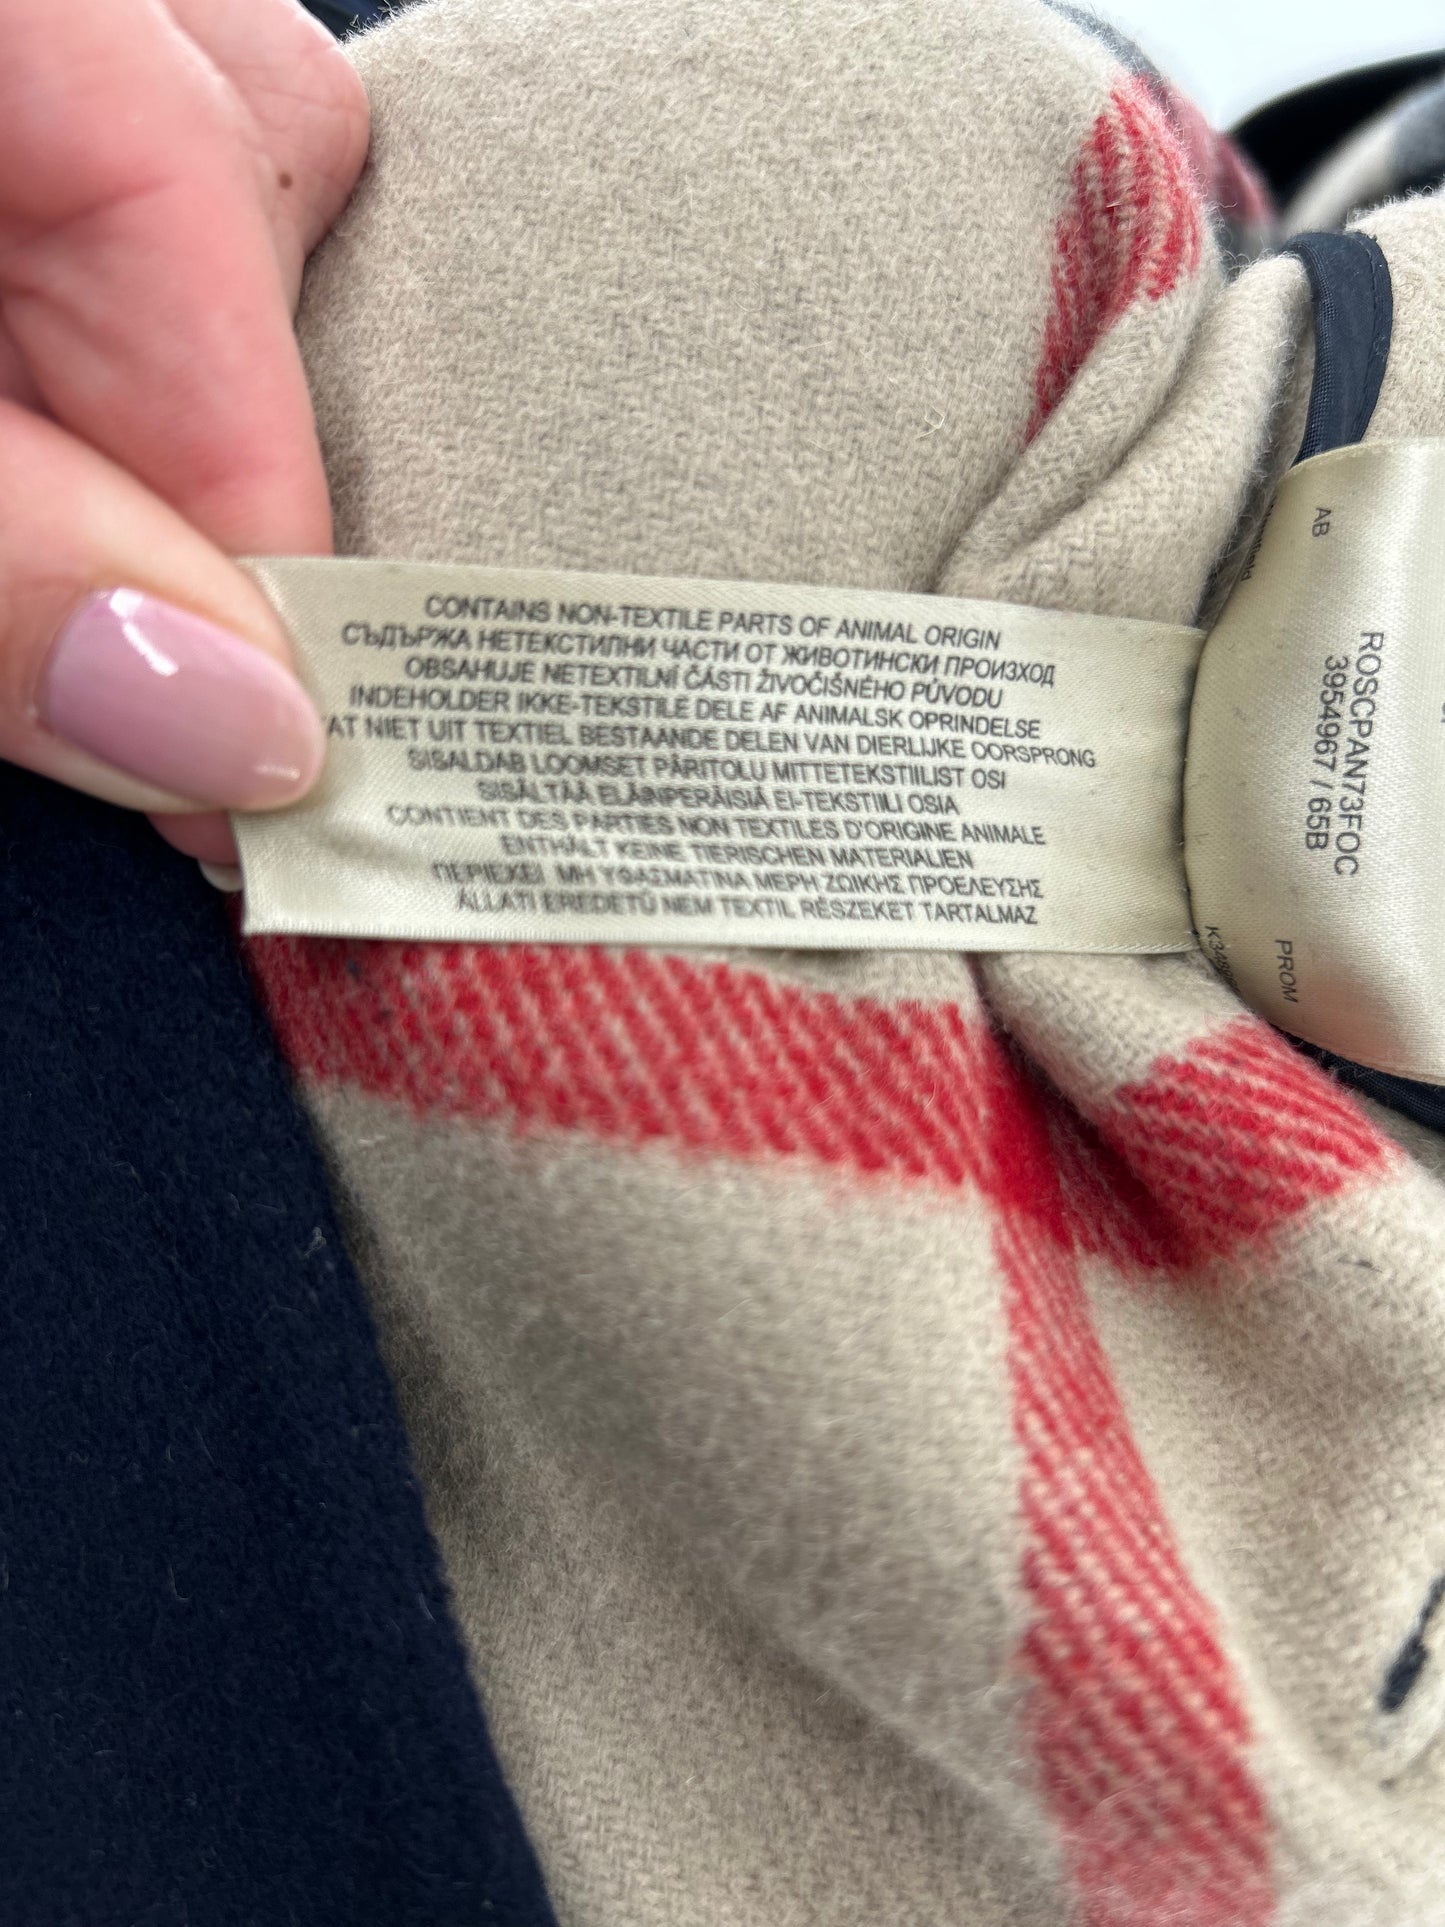 CONTAINS NON-TEXTILE PARTS OF ANIMAL ORIGIN
СЪДЪРЖА НЕТЕКСТИЛНИ ЧАСТИ ОТ ЖИВОТИНСКИ ПРОИЗХОД
OBSAHUJE NETEXTILNÍ ČÁSTI ŽIVOČIŠNÉHO PŮVODU
INDEHOLDER IKKE-TEKSTILE DELE AF ANIMALSK OPRINDELSE
AT NIET UIT TEXTIEL BESTAANDE DELEN VAN DIERLIJKE OORSPRONG
SISALDAB LOOMSET PÄRITOLU MITTETEKSTIILIST OSI
SISÄLTÄÄ ELÄINPERÄISIÄ EI-TEKSTIILI OSIA
CONTIENT DES PARTIES NON TEXTILES D'ORIGINE ANIMALE
ENTHÄLT KEINE TIERISCHEN MATERIALIEN
ΠΕΡΙΕΧΕΙ ΜΗ ΥΦΑΣΜΑΤΙΝΑ ΜΕΡΗ ΖΩΙΚΗΣ ΠΡΟΕΛΕΥΣΗΣ
ÁLLATI EREDETŰ NEM TEXTIL RÉSZEKET TARTALMAZ
AB
ROSCPAN73FOC
3954967 / 65B
PROM